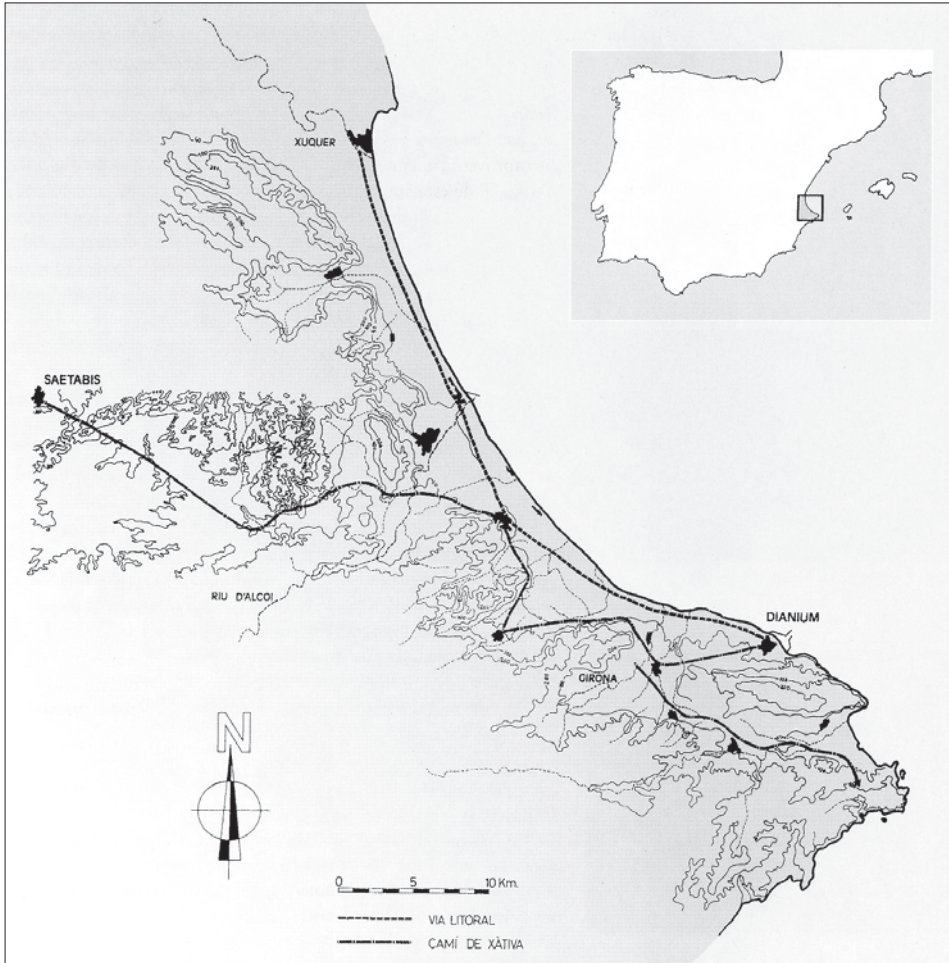 XUQUER
SAETABIS
RIU D'ALCOI
DIANIUM
GIRONA
N
0 5 10 Km.
VIA LITORAL
CAMÍ DE XÀTIVA